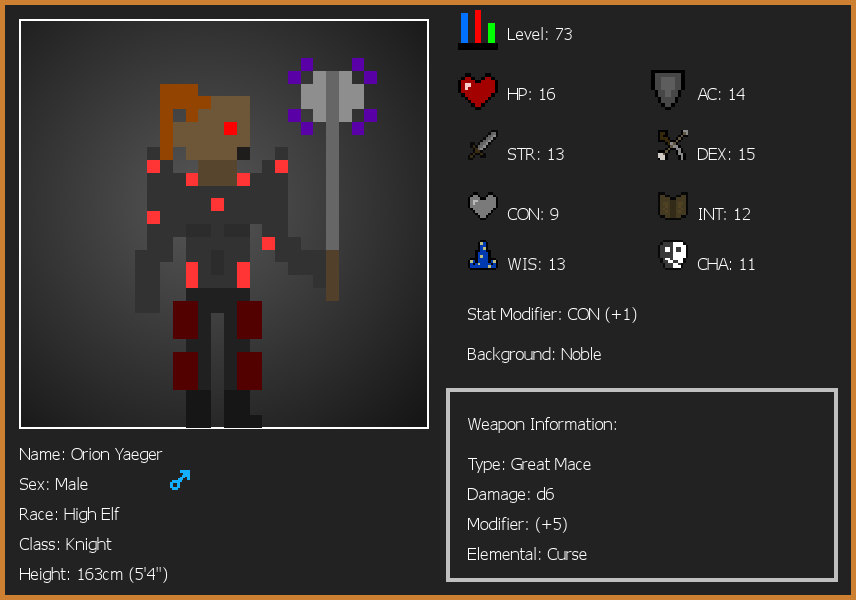 Level: 73
HP: 16
AC: 14
STR: 13
DEX: 15
CON: 9
INT: 12
WIS: 13
CHA: 11
Stat Modifier: CON (+1)
Background: Noble
Weapon Information:
Type: Great Mace
Damage: d6
Modifier: (+5)
Elemental: Curse
Name: Orion Yaeger
Sex: Male
Race: High Elf
Class: Knight
Height: 163cm (5'4")